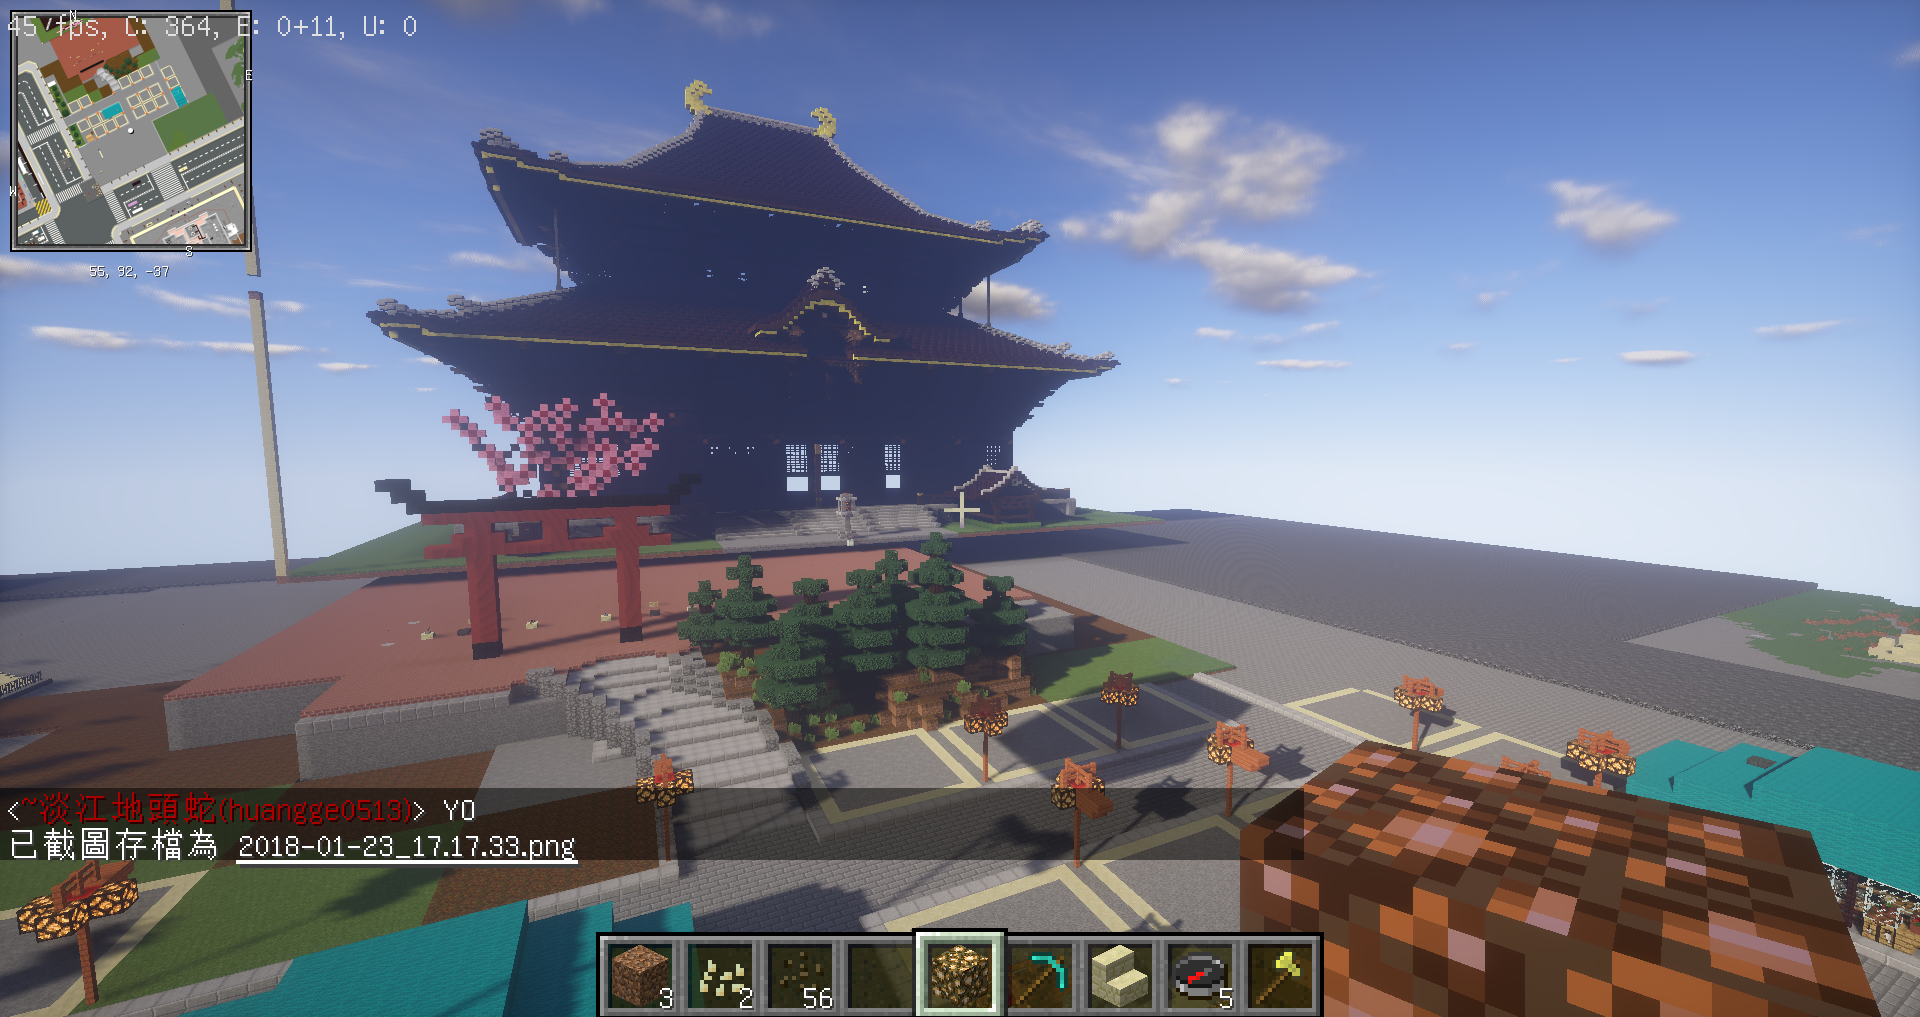 45 fps, C: 364, E: 0+11, U: 0
N
E
W
S
55, 92, -37
<~淡江地頭蛇(huangge0513)> YO
已截圖存檔為 2018-01-23_17.17.33.png
3 2 56 5